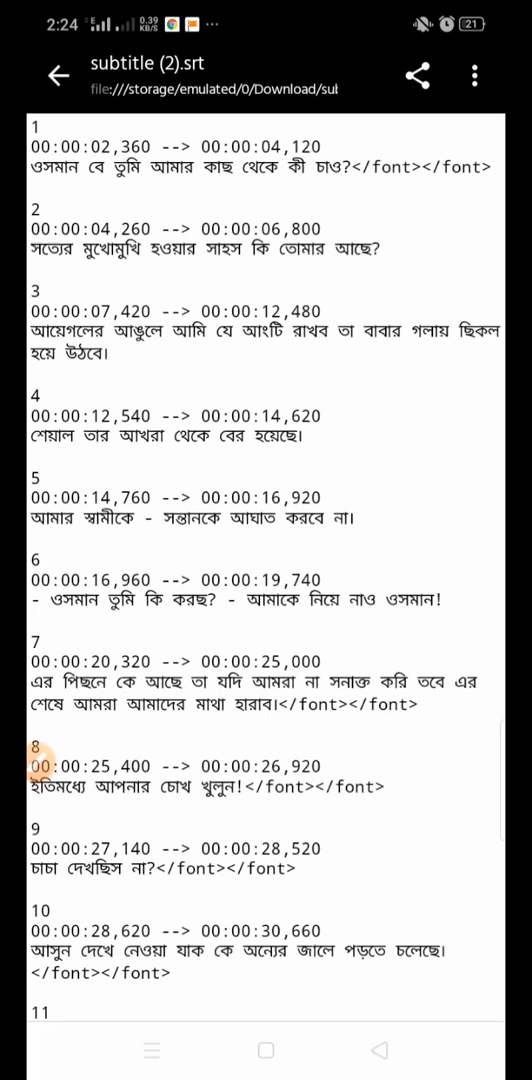 2:24
0.39
KB/S
21
subtitle (2).srt
file:///storage/emulated/0/Download/sul
1
00:00:02,360 --> 00:00:04,120
ওসমান বে তুমি আমার কাছ থেকে কী চাও?</font></font>
2
00:00:04,260 --> 00:00:06,800
সত্যের মুখোমুখি হওয়ার সাহস কি তোমার আছে?
3
00:00:07,420 --> 00:00:12,480
আয়েগলের আঙুলে আমি যে আংটি রাখব তা বাবার গলায় ছিকল
হয়ে উঠবে।
4
00:00:12,540 --> 00:00:14,620
শেয়াল তার আখরা থেকে বের হয়েছে।
5
00:00:14,760 --> 00:00:16,920
আমার স্বামীকে - সন্তানকে আঘাত করবে না।
6
00:00:16,960 --> 00:00:19,740
- ওসমান তুমি কি করছ? - আমাকে নিয়ে নাও ওসমান!
7
00:00:20,320 --> 00:00:25,000
এর পিছনে কে আছে তা যদি আমরা না সনাক্ত করি তবে এর
শেষে আমরা আমাদের মাথা হারাব।</font></font>
8
00:00:25,400 --> 00:00:26,920
ইতিমধ্যে আপনার চোখ খুলুন!</font></font>
9
00:00:27,140 --> 00:00:28,520
চাচা দেখছিস না?</font></font>
10
00:00:28,620 --> 00:00:30,660
আসুন দেখে নেওয়া যাক কে অন্যের জালে পড়তে চলেছে।
</font></font>
11